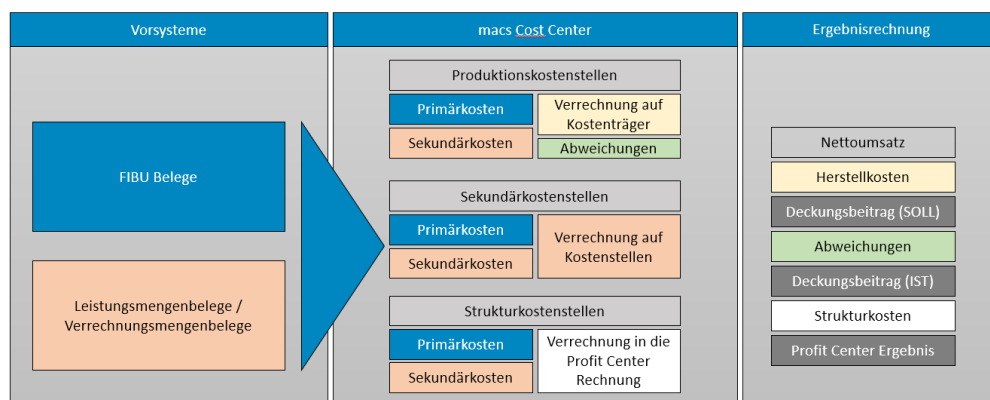 Vorsysteme
FIBU Belege
Leistungsmengenbelege /
Verrechnungsmengenbelege
macs Cost Center
Produktionskostenstellen
Primärkosten
Sekundärkosten
Verrechnung auf
Kostenträger
Abweichungen
Sekundärkostenstellen
Primärkosten
Sekundärkosten
Verrechnung auf
Kostenstellen
Strukturkostenstellen
Primärkosten
Sekundärkosten
Verrechnung in die
Profit Center
Rechnung
Ergebnisrechnung
Nettoumsatz
Herstellkosten
Deckungsbeitrag (SOLL)
Abweichungen
Deckungsbeitrag (IST)
Strukturkosten
Profit Center Ergebnis